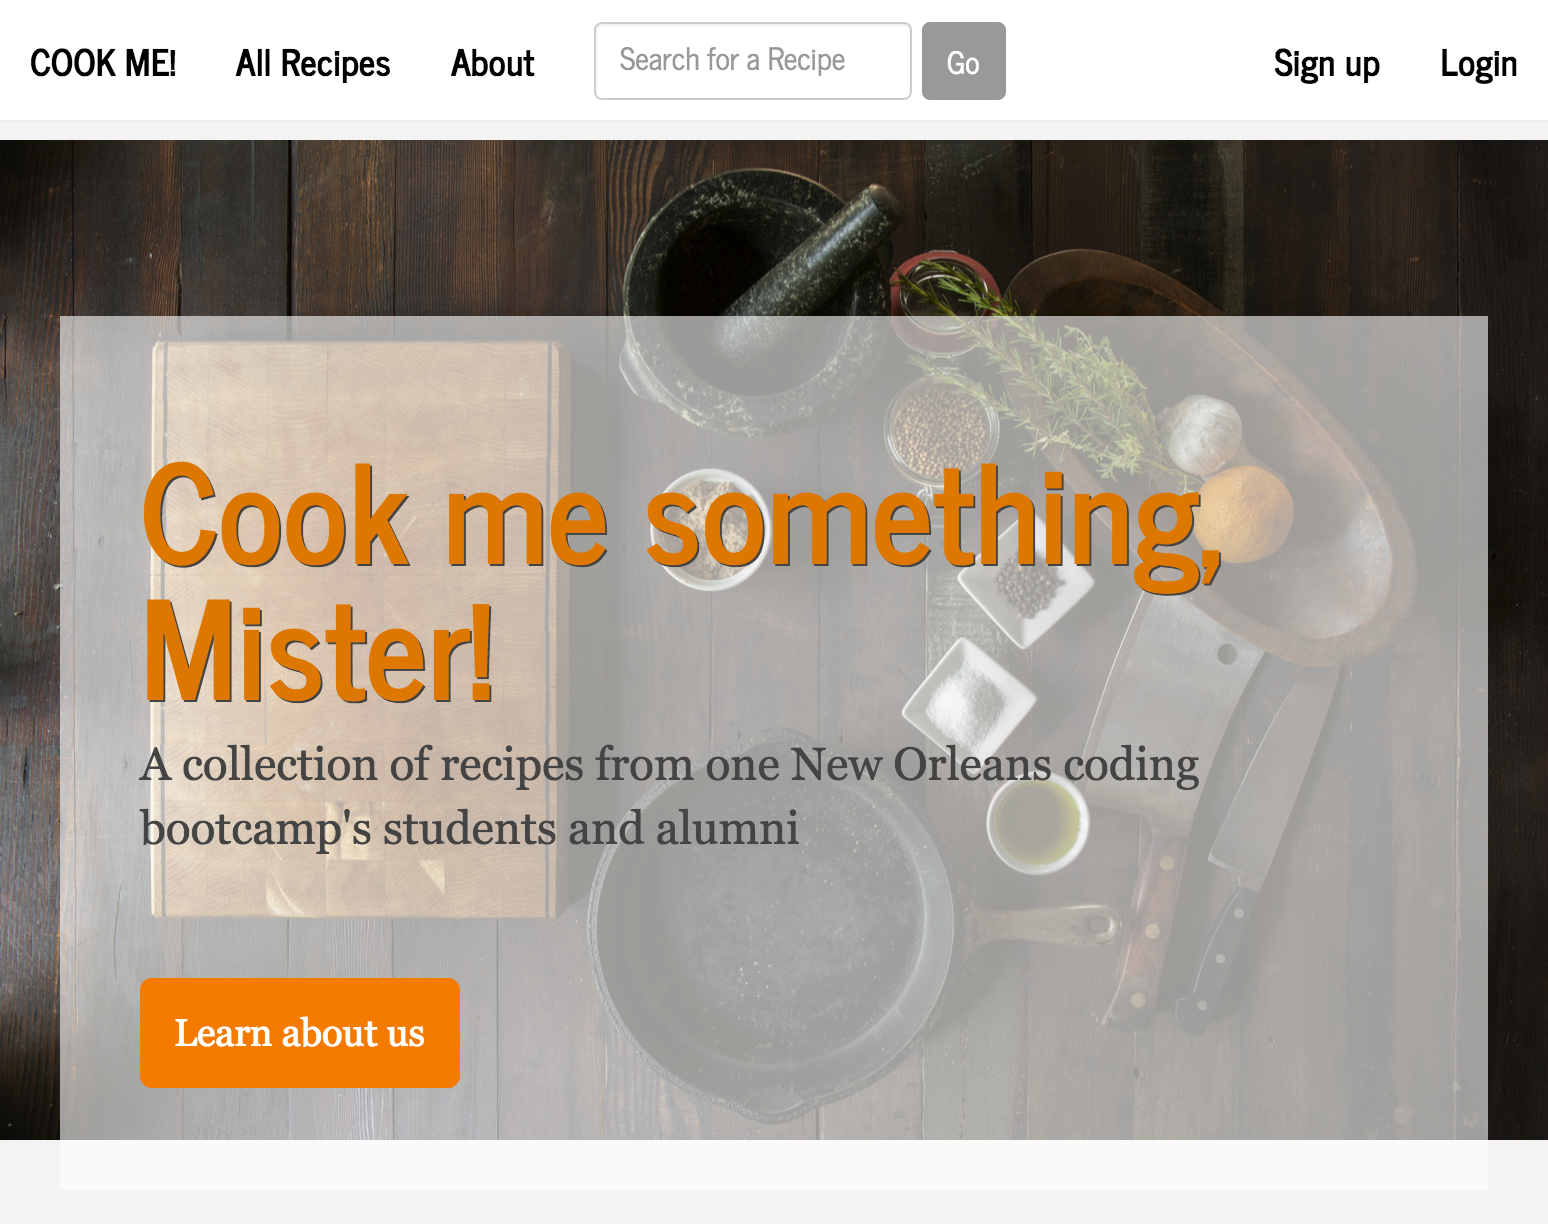 COOK ME! All Recipes About Search for a Recipe Go Sign up Login
Cook me something,
Mister!
A collection of recipes from one New Orleans coding
bootcamp's students and alumni
Learn about us